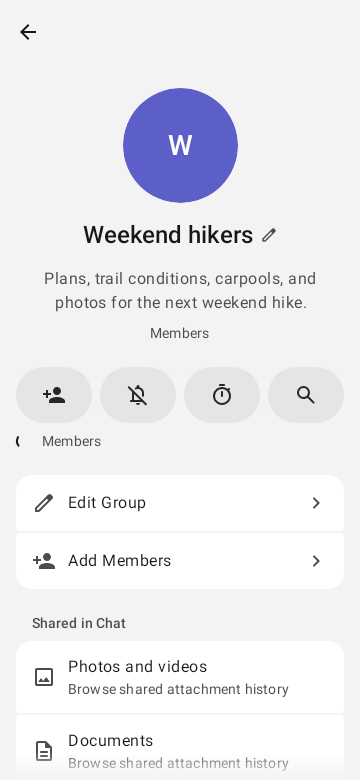 W
Weekend hikers
Plans, trail conditions, carpools, and
photos for the next weekend hike.
Members
Members
Edit Group
Add Members
Shared in Chat
Photos and videos
Browse shared attachment history
Documents
Browse shared attachment history